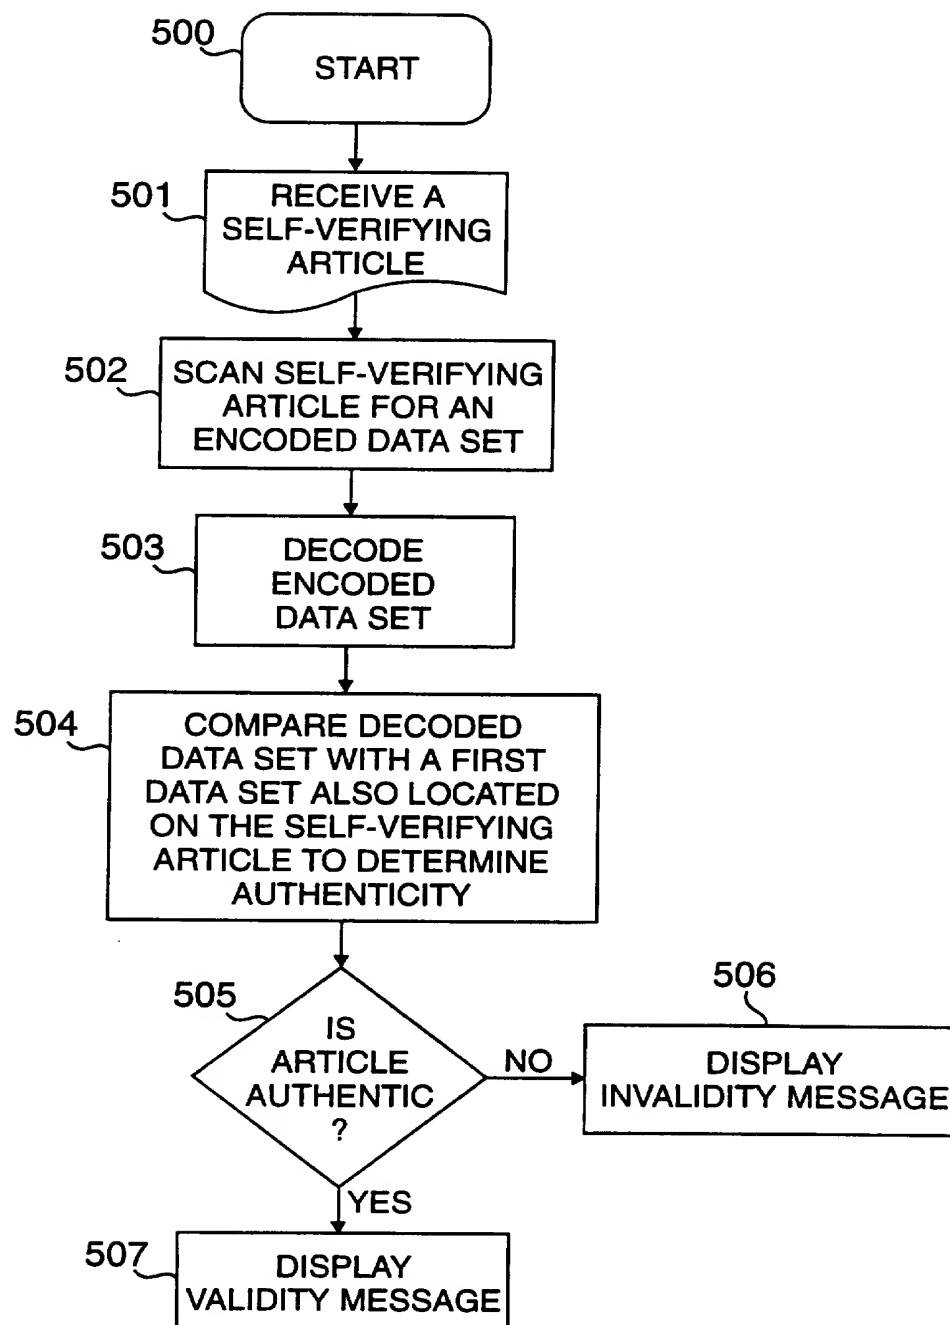 500
START
501
RECEIVE A
SELF-VERIFYING
ARTICLE
502
SCAN SELF-VERIFYING
ARTICLE FOR AN
ENCODED DATA SET
503
DECODE
ENCODED
DATA SET
504
COMPARE DECODED
DATA SET WITH A FIRST
DATA SET ALSO LOCATED
ON THE SELF-VERIFYING
ARTICLE TO DETERMINE
AUTHENTICITY
505
IS
ARTICLE
AUTHENTIC
?
NO
506
DISPLAY
INVALIDITY MESSAGE
YES
507
DISPLAY
VALIDITY MESSAGE